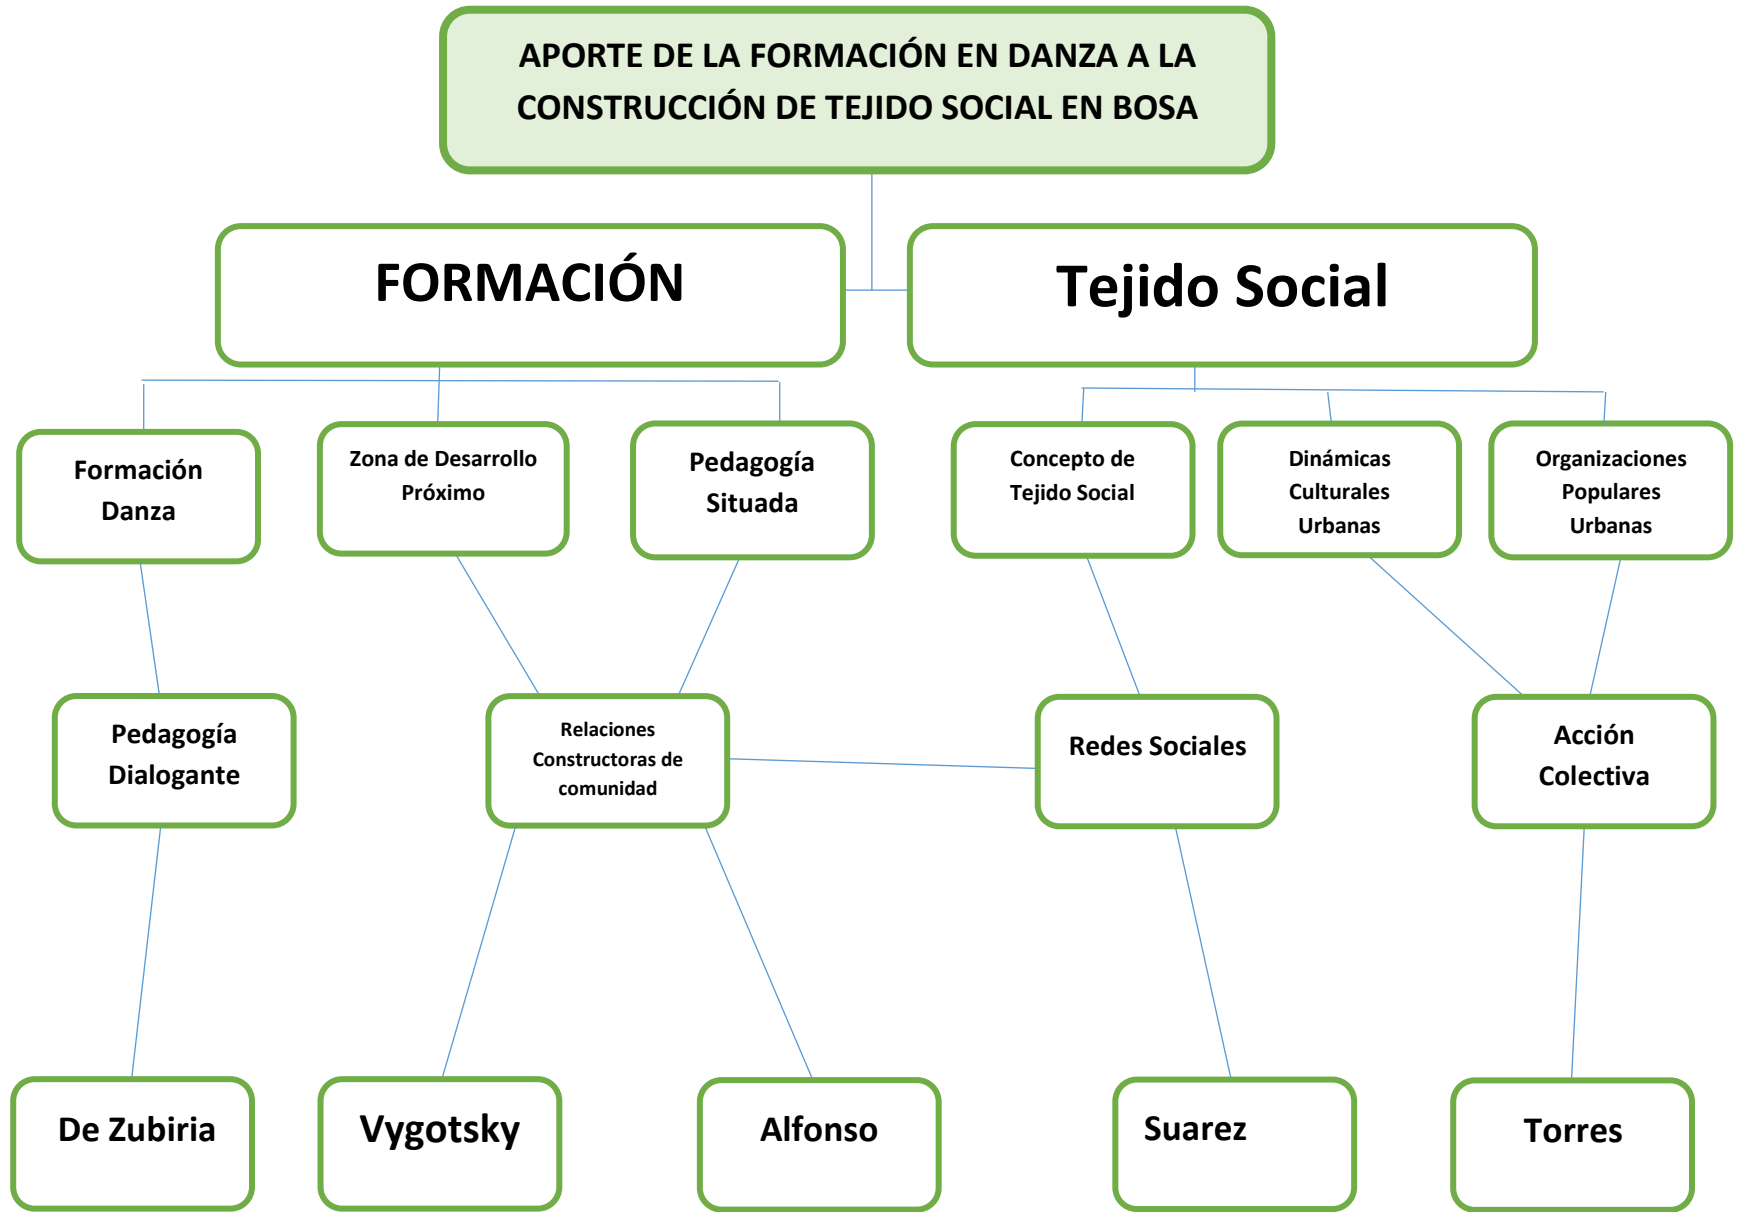 APORTE DE LA FORMACIÓN EN DANZA A LA
CONSTRUCCIÓN DE TEJIDO SOCIAL EN BOSA
FORMACIÓN
Tejido Social
Formación
Danza
Zona de Desarrollo
Próximo
Pedagogía
Situada
Concepto de
Tejido Social
Dinámicas
Culturales
Urbanas
Organizaciones
Populares
Urbanas
Pedagogía
Dialogante
Relaciones
Constructoras de
comunidad
Redes Sociales
Acción
Colectiva
De Zubiria
Vygotsky
Alfonso
Suarez
Torres